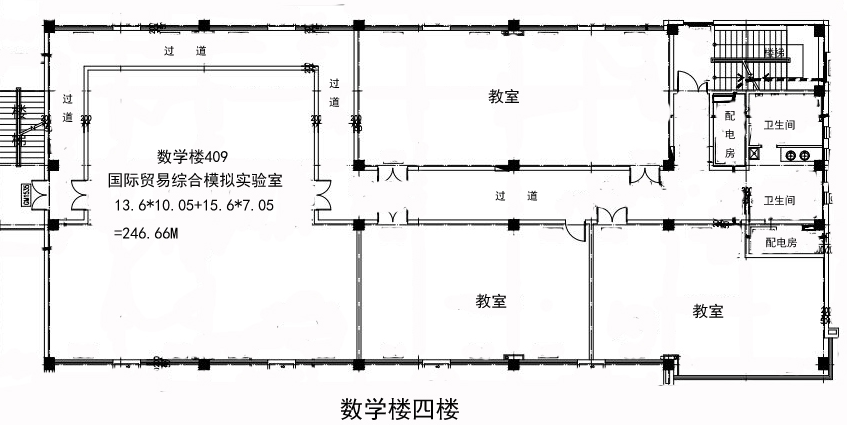 过 道
楼梯
过道
过道
教室
楼梯
配电房
卫生间
数学楼409
国际贸易综合模拟实验室
13.6*10.05+15.6*7.05
=246.66M
过 道
卫生间
配电房
教室
教室
数学楼四楼